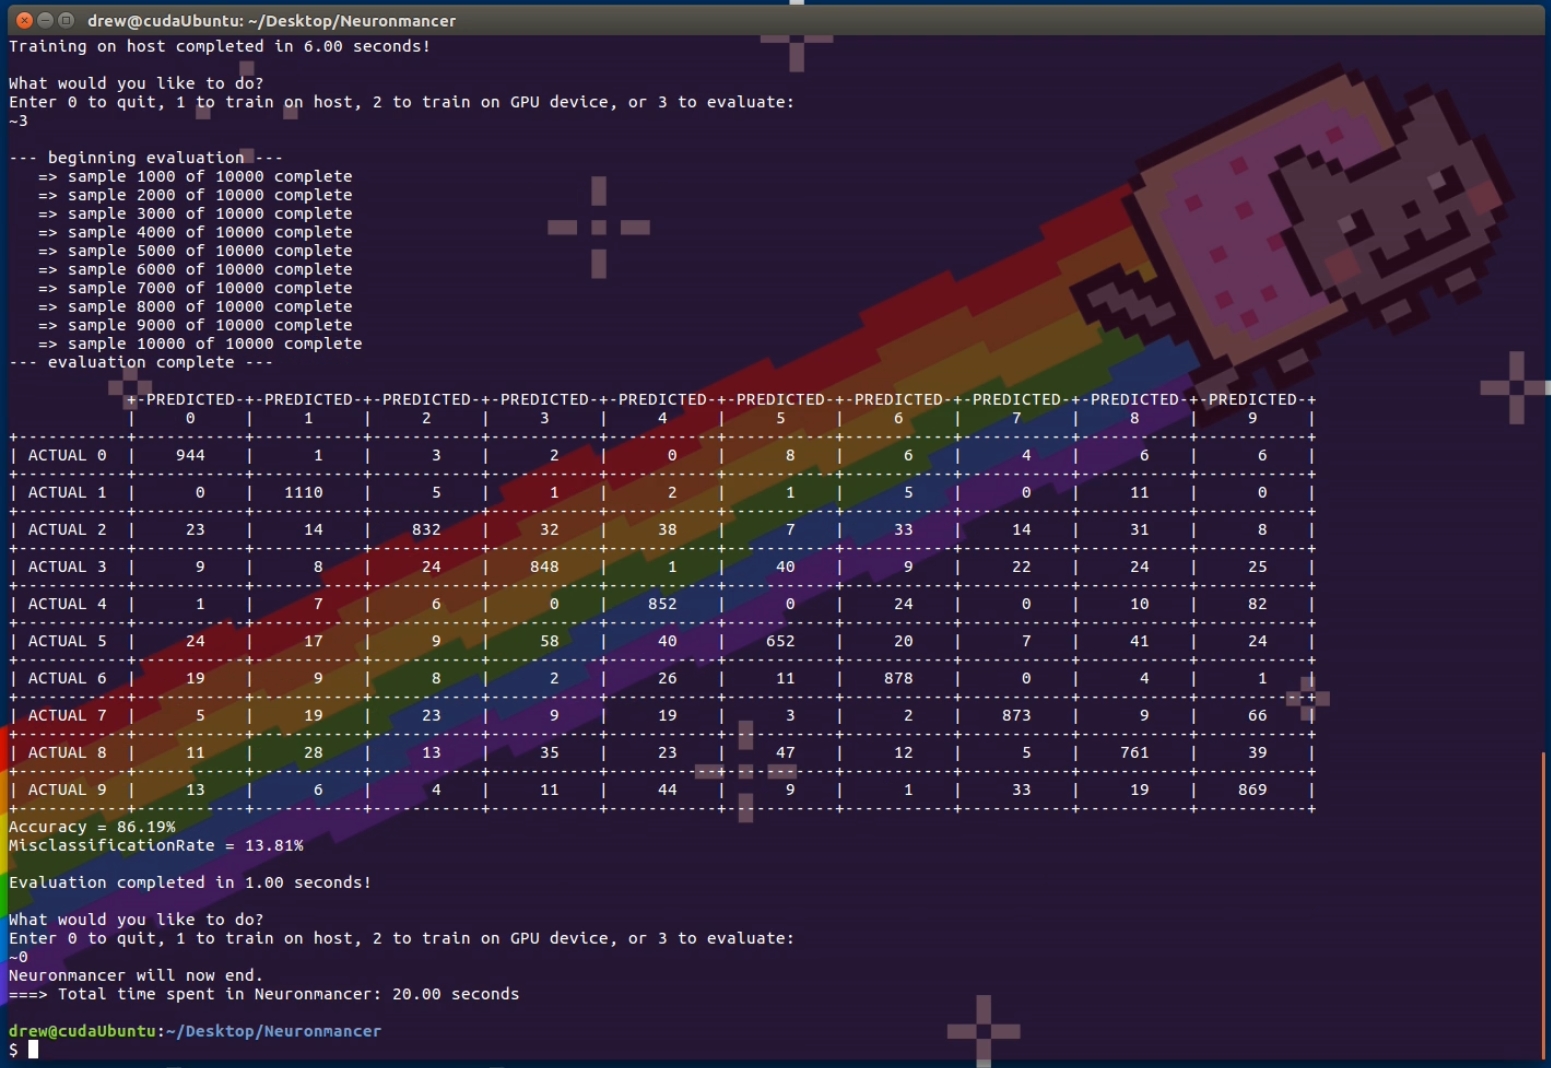 drew@cudaUbuntu: ~/Desktop/Neuronmancer
Training on host completed in 6.00 seconds!
What would you like to do?
Enter 0 to quit, 1 to train on host, 2 to train on GPU device, or 3 to evaluate:
~3
--- beginning evaluation ---
   => sample 1000 of 10000 complete
   => sample 2000 of 10000 complete
   => sample 3000 of 10000 complete
   => sample 4000 of 10000 complete
   => sample 5000 of 10000 complete
   => sample 6000 of 10000 complete
   => sample 7000 of 10000 complete
   => sample 8000 of 10000 complete
   => sample 9000 of 10000 complete
   => sample 10000 of 10000 complete
--- evaluation complete ---
            +-PREDICTED-+-PREDICTED-+-PREDICTED-+-PREDICTED-+-PREDICTED-+-PREDICTED-+-PREDICTED-+-PREDICTED-+-PREDICTED-+-PREDICTED-+
            |     0     |     1     |     2     |     3     |     4     |     5     |     6     |     7     |     8     |     9     |
+-----------+-----------+-----------+-----------+-----------+-----------+-----------+-----------+-----------+-----------+-----------+
| ACTUAL 0  |    944    |      1    |      3    |      2    |      0    |      8    |      6    |      4    |      6    |      6    |
+-----------+-----------+-----------+-----------+-----------+-----------+-----------+-----------+-----------+-----------+-----------+
| ACTUAL 1  |      0    |   1110    |      5    |      1    |      2    |      1    |      5    |      0    |     11    |      0    |
+-----------+-----------+-----------+-----------+-----------+-----------+-----------+-----------+-----------+-----------+-----------+
| ACTUAL 2  |     23    |     14    |    832    |     32    |     38    |      7    |     33    |     14    |     31    |      8    |
+-----------+-----------+-----------+-----------+-----------+-----------+-----------+-----------+-----------+-----------+-----------+
| ACTUAL 3  |      9    |      8    |     24    |    848    |      1    |     40    |      9    |     22    |     24    |     25    |
+-----------+-----------+-----------+-----------+-----------+-----------+-----------+-----------+-----------+-----------+-----------+
| ACTUAL 4  |      1    |      7    |      6    |      0    |    852    |      0    |     24    |      0    |     10    |     82    |
+-----------+-----------+-----------+-----------+-----------+-----------+-----------+-----------+-----------+-----------+-----------+
| ACTUAL 5  |     24    |     17    |      9    |     58    |     40    |    652    |     20    |      7    |     41    |     24    |
+-----------+-----------+-----------+-----------+-----------+-----------+-----------+-----------+-----------+-----------+-----------+
| ACTUAL 6  |     19    |      9    |      8    |      2    |     26    |     11    |    878    |      0    |      4    |      1    |
+-----------+-----------+-----------+-----------+-----------+-----------+-----------+-----------+-----------+-----------+-----------+
| ACTUAL 7  |      5    |     19    |     23    |      9    |     19    |      3    |      2    |    873    |      9    |     66    |
+-----------+-----------+-----------+-----------+-----------+-----------+-----------+-----------+-----------+-----------+-----------+
| ACTUAL 8  |     11    |     28    |     13    |     35    |     23    |     47    |     12    |      5    |    761    |     39    |
+-----------+-----------+-----------+-----------+-----------+-----------+-----------+-----------+-----------+-----------+-----------+
| ACTUAL 9  |     13    |      6    |      4    |     11    |     44    |      9    |      1    |     33    |     19    |    869    |
+-----------+-----------+-----------+-----------+-----------+-----------+-----------+-----------+-----------+-----------+-----------+
Accuracy = 86.19%
MisclassificationRate = 13.81%
Evaluation completed in 1.00 seconds!
What would you like to do?
Enter 0 to quit, 1 to train on host, 2 to train on GPU device, or 3 to evaluate:
~0
Neuronmancer will now end.
===> Total time spent in Neuronmancer: 20.00 seconds
drew@cudaUbuntu:~/Desktop/Neuronmancer
$